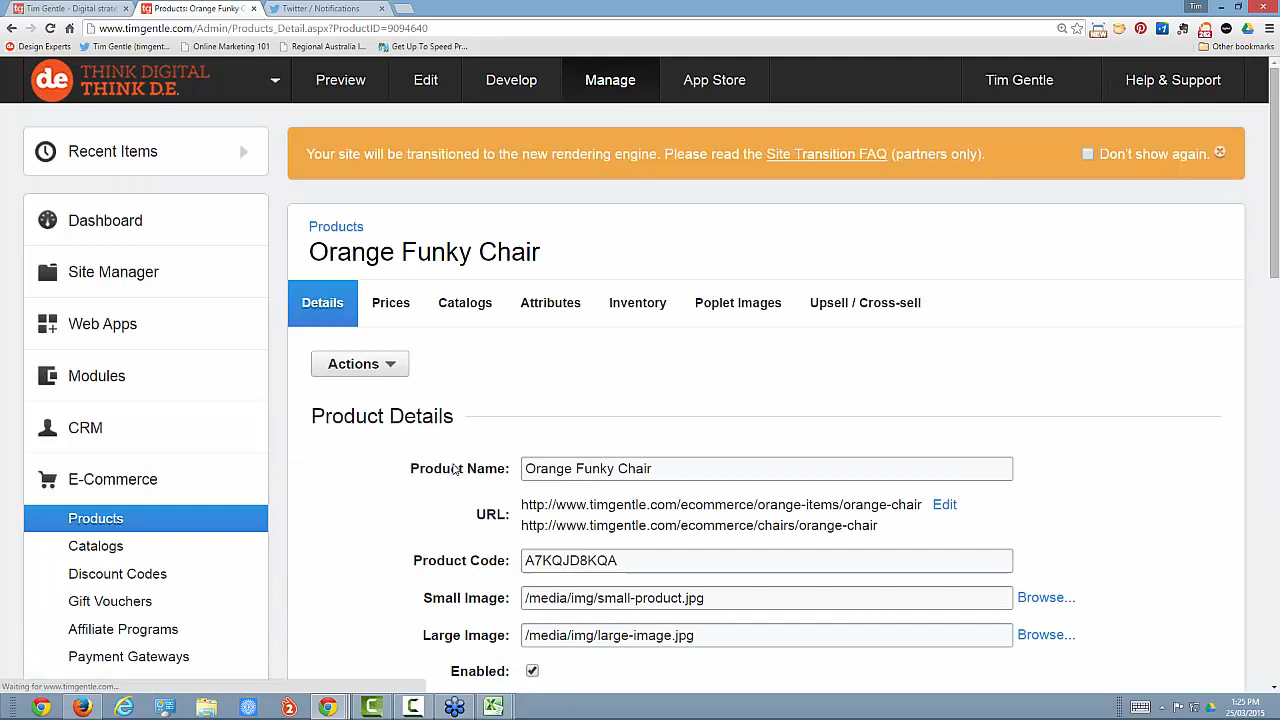 Tim Gentle - Digital strate
Products: Orange Funky C
Twitter / Notifications
Tim
www.timgentle.com/Admin/Products_Detail.aspx?ProductID=9094640
Design Experts
Tim Gentle (timgent...
Online Marketing 101
Regional Australia I...
Get Up To Speed Pr...
Other bookmarks
d.e THINK DIGITAL
THINK D.E.
Preview
Edit
Develop
Manage
App Store
Tim Gentle
Help & Support
Recent Items
Your site will be transitioned to the new rendering engine. Please read the Site Transition FAQ (partners only).
Don't show again.
Dashboard
Site Manager
Web Apps
Modules
CRM
E-Commerce
Products
Catalogs
Discount Codes
Gift Vouchers
Affiliate Programs
Payment Gateways
Products
Orange Funky Chair
Details
Prices
Catalogs
Attributes
Inventory
Poplet Images
Upsell / Cross-sell
Actions
Product Details
Product Name: Orange Funky Chair
URL: http://www.timgentle.com/ecommerce/orange-items/orange-chair Edit
http://www.timgentle.com/ecommerce/chairs/orange-chair
Product Code: A7KQJD8KQA
Small Image: /media/img/small-product.jpg Browse...
Large Image: /media/img/large-image.jpg Browse...
Enabled:
Waiting for www.timgentle.com...
1:25 PM
25/03/2015